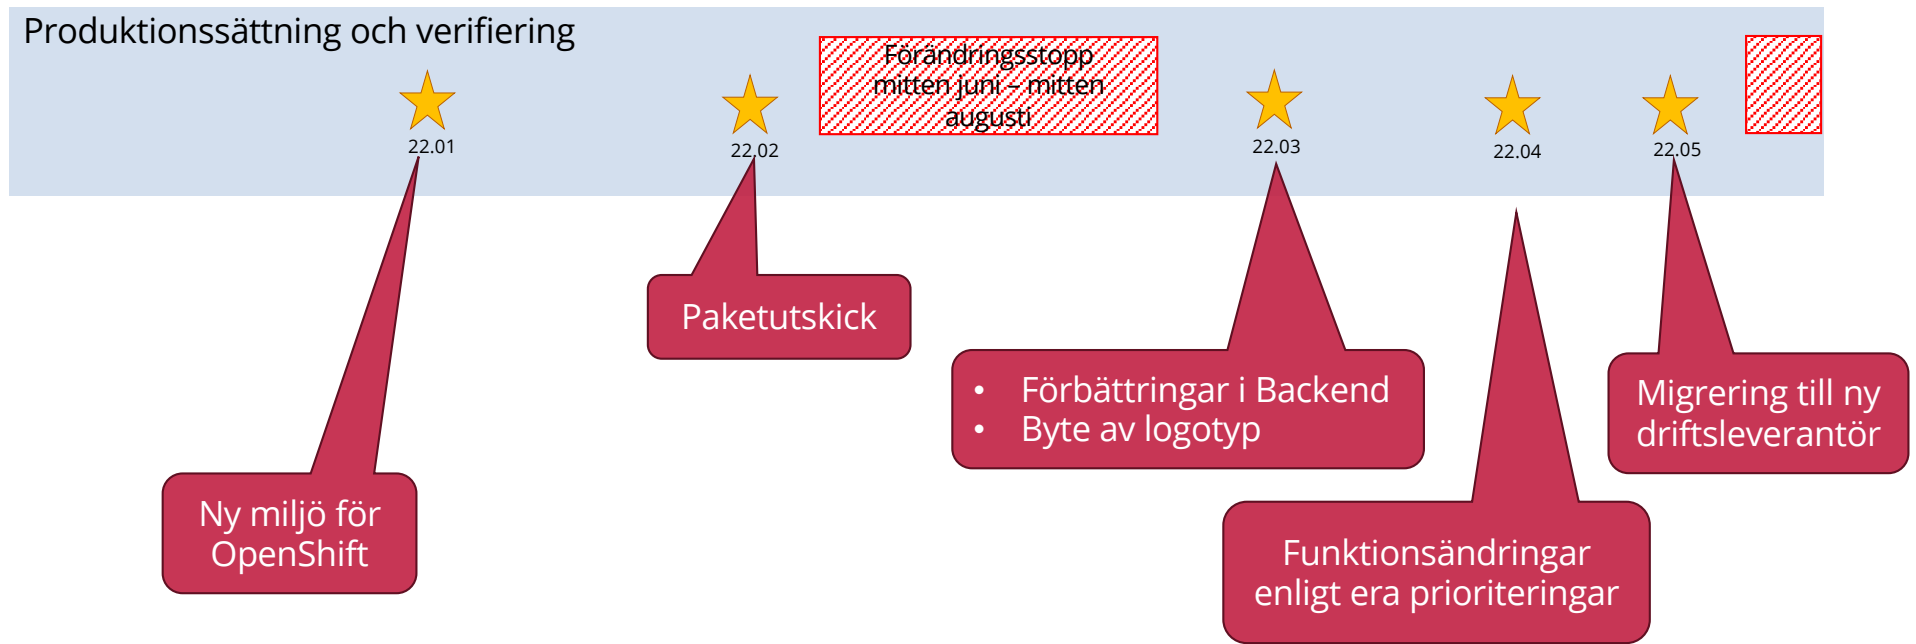 Produktionssättning och verifiering
Förändringsstopp
mitten juni – mitten
augusti
22.01
22.02
22.03
22.04
22.05
Paketutskick
• Förbättringar i Backend
• Byte av logotyp
Migrering till ny
driftsleverantör
Ny miljö för
OpenShift
Funktionsändringar
enligt era prioriteringar